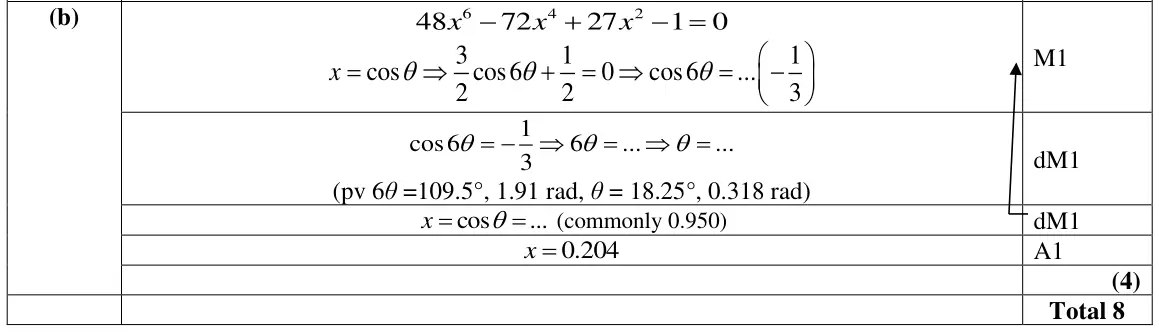 (b)
48x⁶ − 72x⁴ + 27x² − 1 = 0
x = cos θ ⇒ 3/2 cos 6θ + 1/2 = 0 ⇒ cos 6θ = ... (− 1/3)
M1
cos 6θ = − 1/3 ⇒ 6θ = ... ⇒ θ = ...
(pv 6θ =109.5°, 1.91 rad, θ = 18.25°, 0.318 rad)
dM1
x = cos θ = ... (commonly 0.950)
dM1
x = 0.204
A1
(4)
Total 8